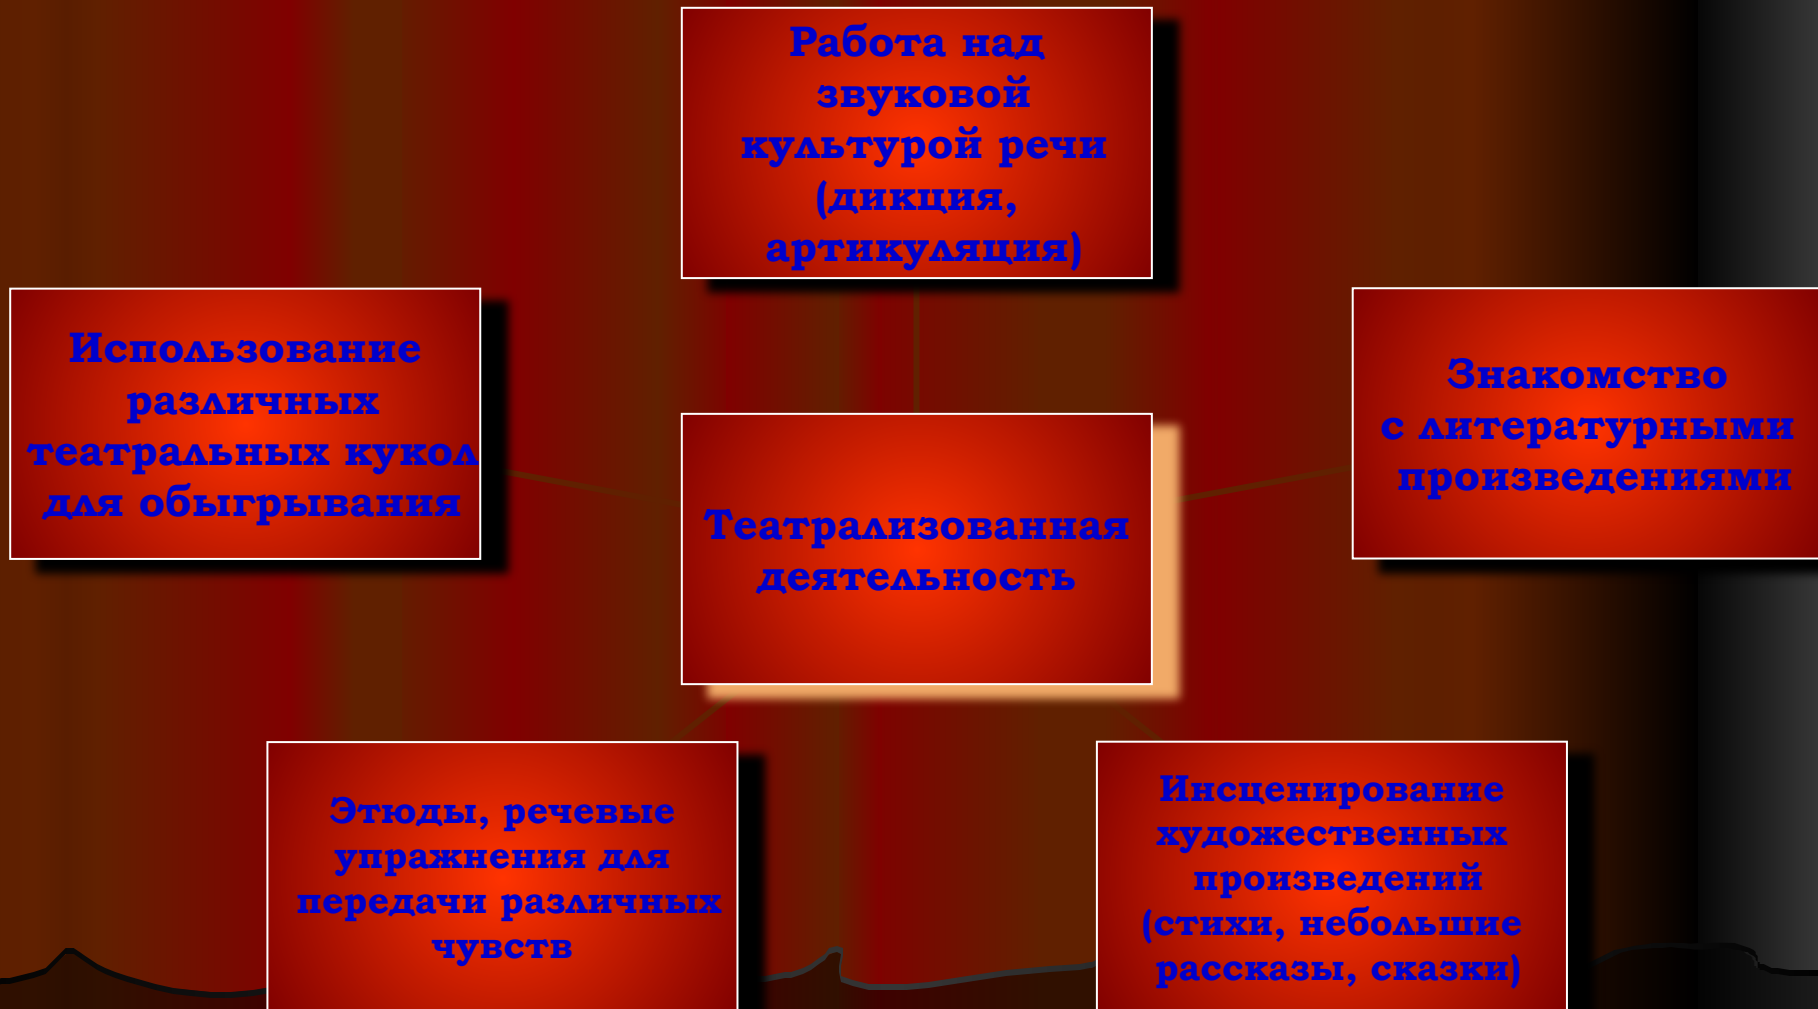 Работа над
звуковой
культурой речи
(дикция,
артикуляция)
Использование
различных
театральных кукол
для обыгрывания
Знакомство
с литературными
произведениями
Театрализованная
деятельность
Этюды, речевые
упражнения для
передачи различных
чувств
Инсценирование
художественных
произведений
(стихи, небольшие
рассказы, сказки)